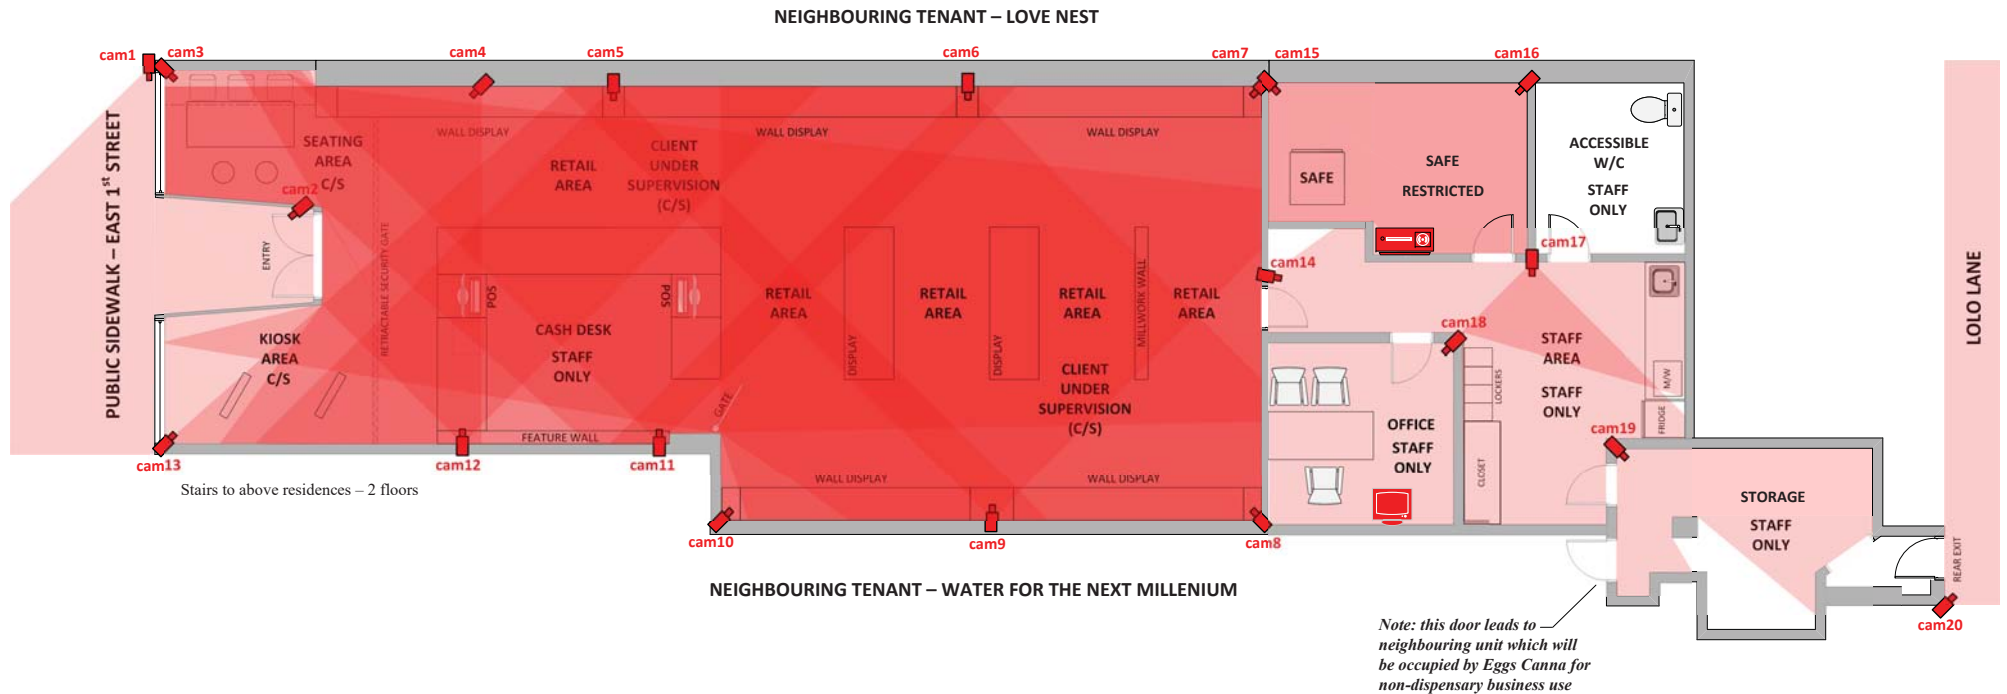 NEIGHBOURING TENANT – LOVE NEST
cam1
cam3
cam4
cam5
cam6
cam7
cam15
cam16
PUBLIC SIDEWALK – EAST 1st STREET
SEATING
AREA
C/S
cam2
ENTRY
RETRACTABLE SECURITY GATE
KIOSK
AREA
C/S
cam13
Stairs to above residences – 2 floors
WALL DISPLAY
WALL DISPLAY
WALL DISPLAY
RETAIL
AREA
CLIENT
UNDER
SUPERVISION
(C/S)
POS
POS
CASH DESK
STAFF
ONLY
FEATURE WALL
GATE
cam12
cam11
RETAIL
AREA
DISPLAY
RETAIL
AREA
DISPLAY
RETAIL
AREA
MILLWORK WALL
RETAIL
AREA
CLIENT
UNDER
SUPERVISION
(C/S)
WALL DISPLAY
WALL DISPLAY
cam10
cam9
cam8
NEIGHBOURING TENANT – WATER FOR THE NEXT MILLENIUM
SAFE
SAFE
RESTRICTED
ACCESSIBLE
W/C
STAFF
ONLY
cam14
cam17
cam18
STAFF
AREA
STAFF
ONLY
LOCKERS
M/W
FRIDGE
OFFICE
STAFF
ONLY
CLOSET
cam19
STORAGE
STAFF
ONLY
REAR EXIT
LOLO LANE
cam20
Note: this door leads to
neighbouring unit which will
be occupied by Eggs Canna for
non-dispensary business use